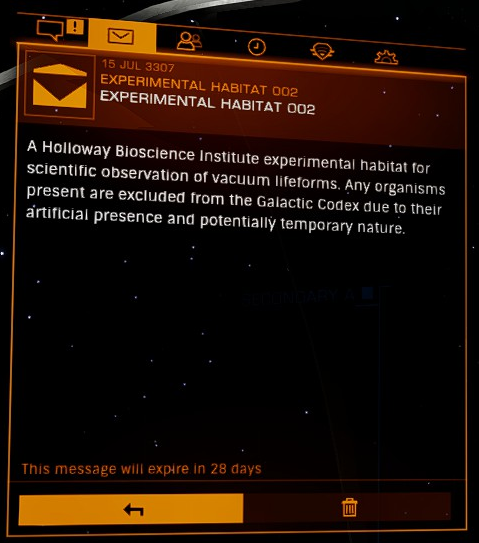 15 JUL 3307
EXPERIMENTAL HABITAT 002
EXPERIMENTAL HABITAT 002
A Holloway Bioscience Institute experimental habitat for
scientific observation of vacuum lifeforms. Any organisms
present are excluded from the Galactic Codex due to their
artificial presence and potentially temporary nature.
This message will expire in 28 days